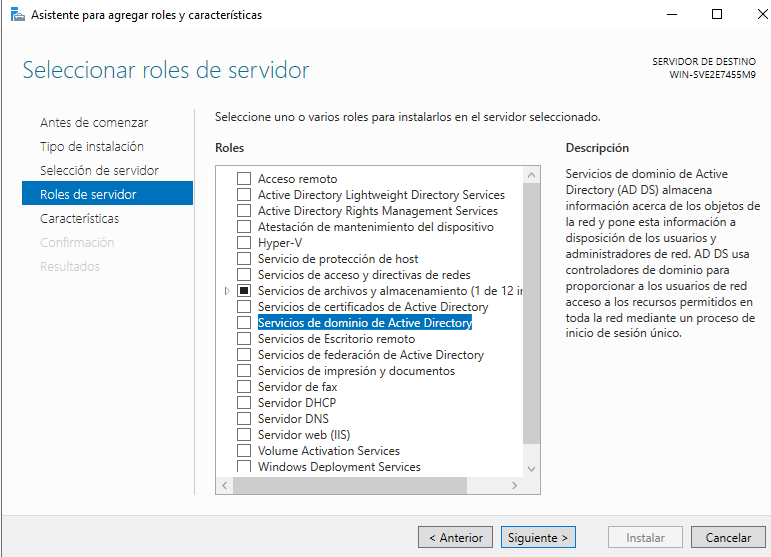 Asistente para agregar roles y características
Seleccionar roles de servidor
SERVIDOR DE DESTINO
WIN-SVE2E7455M9
Antes de comenzar
Tipo de instalación
Selección de servidor
Roles de servidor
Características
Confirmación
Resultados
Seleccione uno o varios roles para instalarlos en el servidor seleccionado.
Roles
Acceso remoto
Active Directory Lightweight Directory Services
Active Directory Rights Management Services
Atestación de mantenimiento del dispositivo
Hyper-V
Servicio de protección de host
Servicios de acceso y directivas de redes
Servicios de archivos y almacenamiento (1 de 12 in
Servicios de certificados de Active Directory
Servicios de dominio de Active Directory
Servicios de Escritorio remoto
Servicios de federación de Active Directory
Servicios de impresión y documentos
Servidor de fax
Servidor DHCP
Servidor DNS
Servidor web (IIS)
Volume Activation Services
Windows Deployment Services
Descripción
Servicios de dominio de Active
Directory (AD DS) almacena
información acerca de los objetos de
la red y pone esta información a
disposición de los usuarios y
administradores de red. AD DS usa
controladores de dominio para
proporcionar a los usuarios de red
acceso a los recursos permitidos en
toda la red mediante un proceso de
inicio de sesión único.
< Anterior
Siguiente >
Instalar
Cancelar